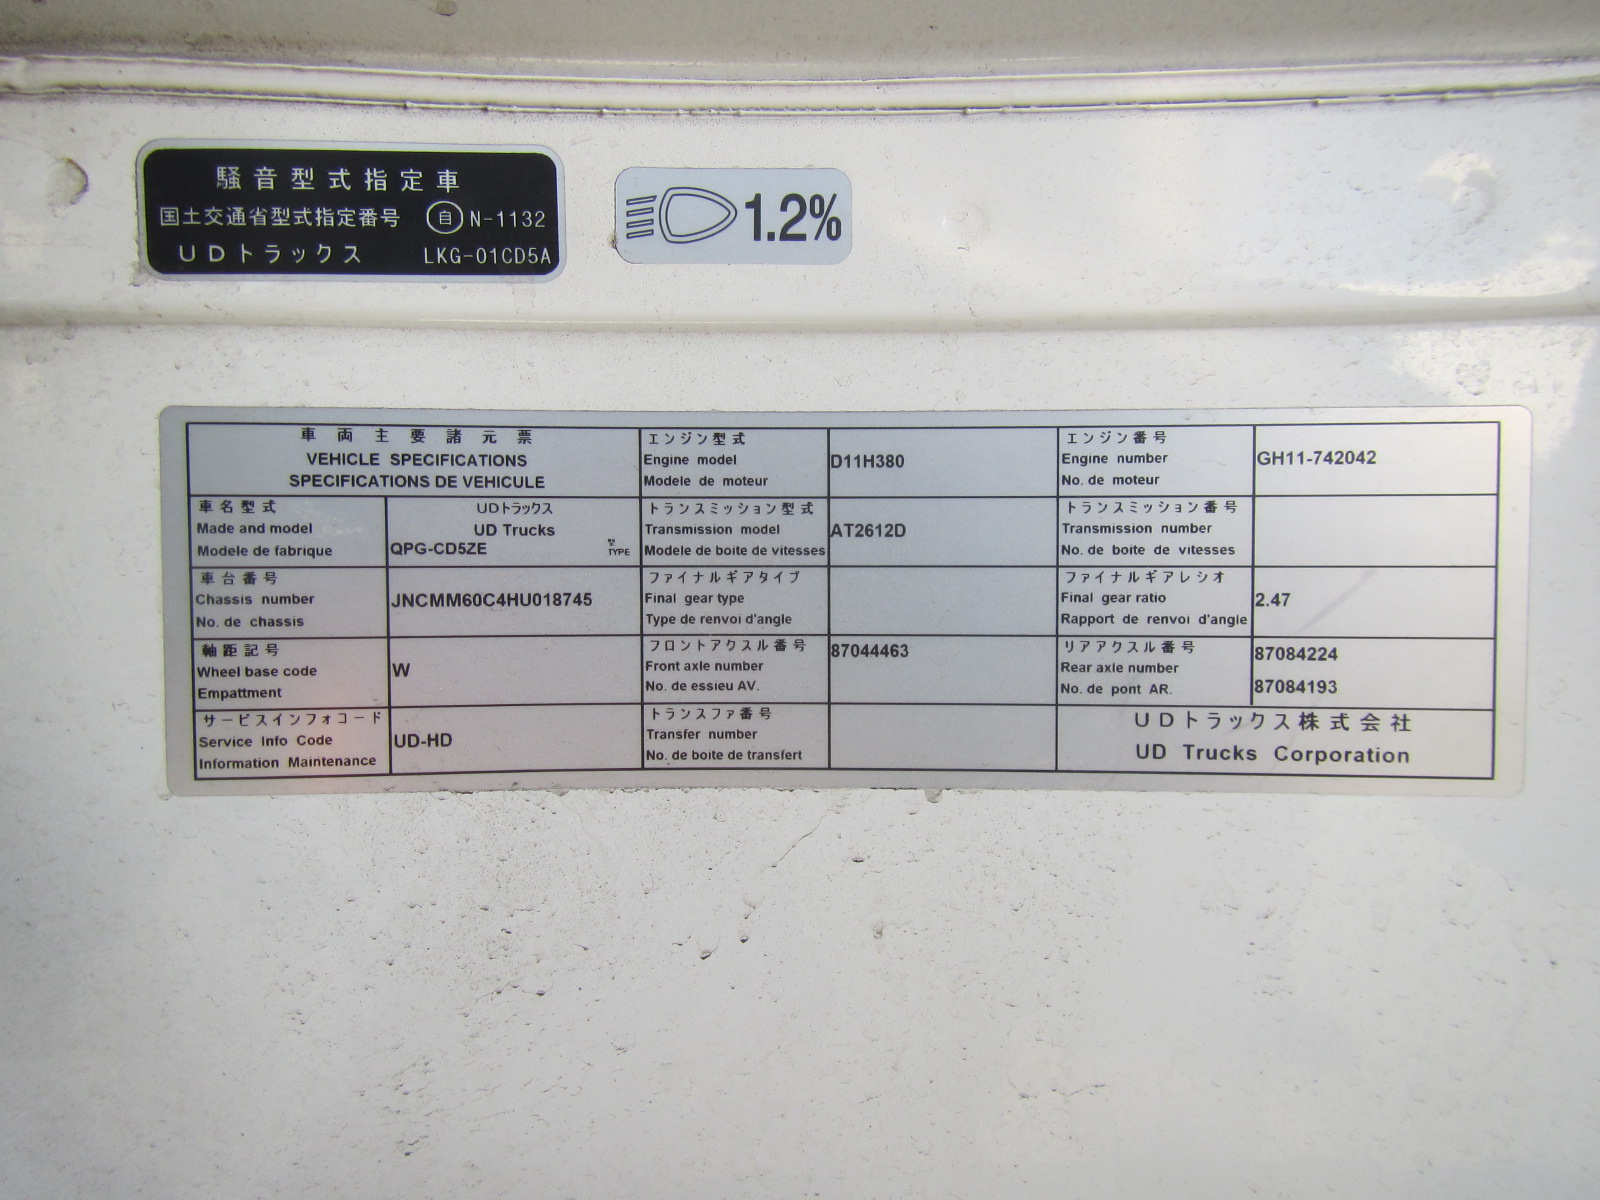 騒音型式指定車
国土交通省型式指定番号 自 N-1132
UDトラックス LKG-01CD5A
1.2%
車両主要諸元票
VEHICLE SPECIFICATIONS
SPECIFICATIONS DE VEHICULE
エンジン型式
Engine model
Modele de moteur
D11H380
エンジン番号
Engine number
No. de moteur
GH11-742042
車名型式
Made and model
Modele de fabrique
UDトラックス
UD Trucks
QPG-CD5ZE
型
TYPE
トランスミッション型式
Transmission model
Modele de boite de vitesses
AT2612D
トランスミッション番号
Transmission number
No. de boite de vitesses
車台番号
Chassis number
No. de chassis
JNCMM60C4HU018745
ファイナルギアタイプ
Final gear type
Type de renvoi d'angle
ファイナルギアレシオ
Final gear ratio
Rapport de renvoi d'angle
2.47
軸距記号
Wheel base code
Empattment
W
フロントアクスル番号
Front axle number
No. de essieu AV.
87044463
リアアクスル番号
Rear axle number
No. de pont AR.
87084224
87084193
サービスインフォコード
Service Info Code
Information Maintenance
UD-HD
トランスファ番号
Transfer number
No. de boite de transfert
UDトラックス株式会社
UD Trucks Corporation